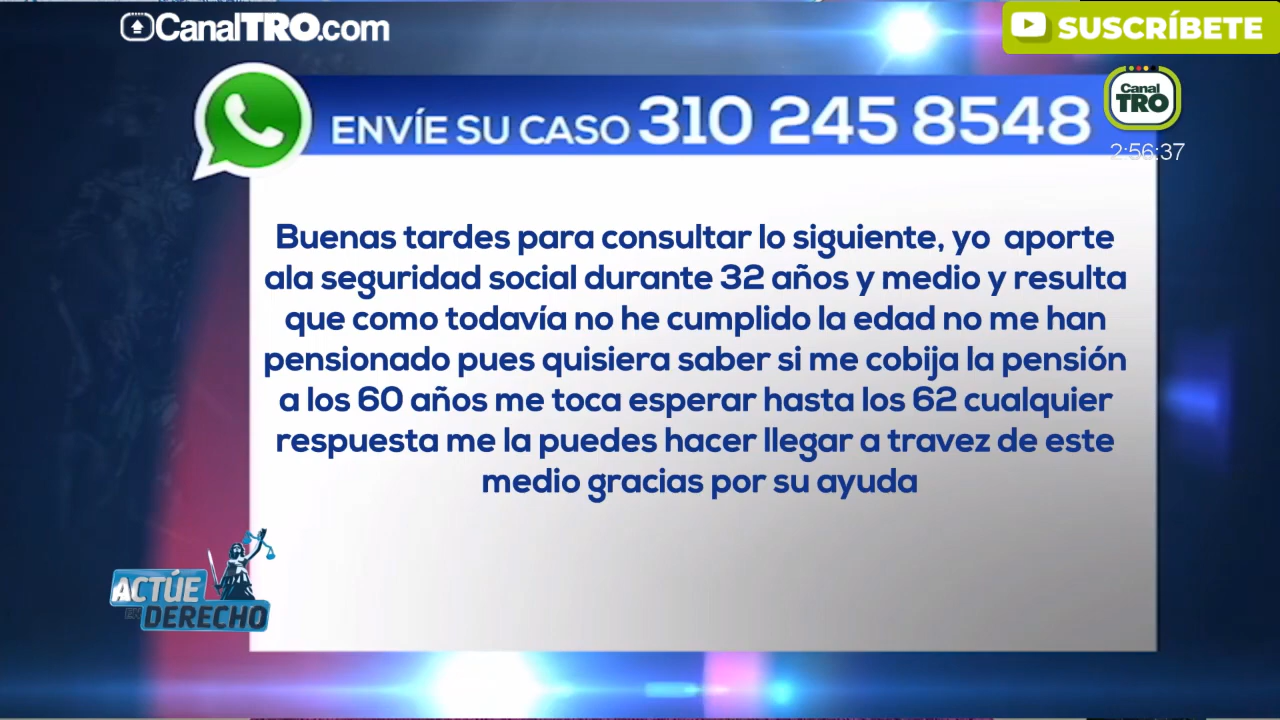 CanalTRO.com
SUSCRÍBETE
ENVÍE SU CASO 310 245 8548
Canal
TRO
2:56:37
Buenas tardes para consultar lo siguiente, yo aporte
ala seguridad social durante 32 años y medio y resulta
que como todavía no he cumplido la edad no me han
pensionado pues quisiera saber si me cobija la pensión
a los 60 años me toca esperar hasta los 62 cualquier
respuesta me la puedes hacer llegar a travez de este
medio gracias por su ayuda
ACTÚE
EN DERECHO